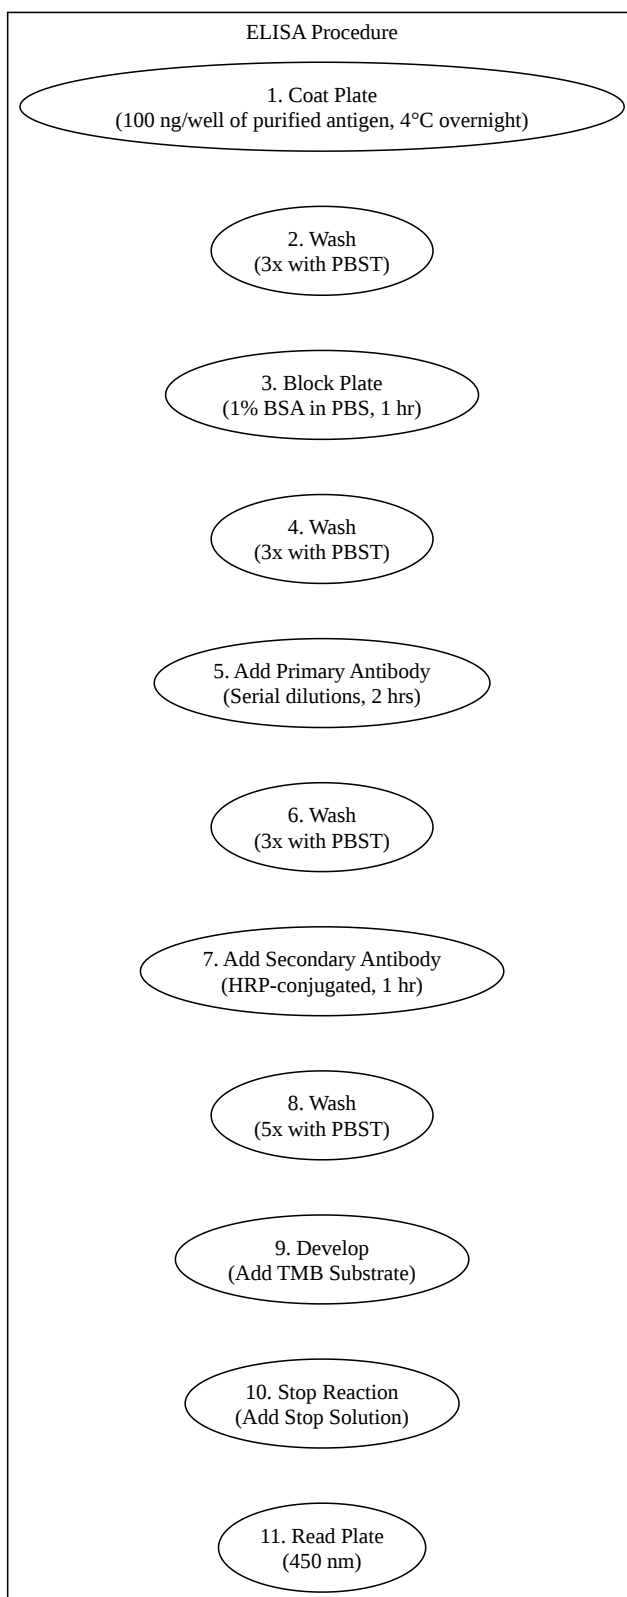 ELISA Procedure
1. Coat Plate
(100 ng/well of purified antigen, 4°C overnight)
2. Wash
(3x with PBST)
3. Block Plate
(1% BSA in PBS, 1 hr)
4. Wash
(3x with PBST)
5. Add Primary Antibody
(Serial dilutions, 2 hrs)
6. Wash
(3x with PBST)
7. Add Secondary Antibody
(HRP-conjugated, 1 hr)
8. Wash
(5x with PBST)
9. Develop
(Add TMB Substrate)
10. Stop Reaction
(Add Stop Solution)
11. Read Plate
(450 nm)